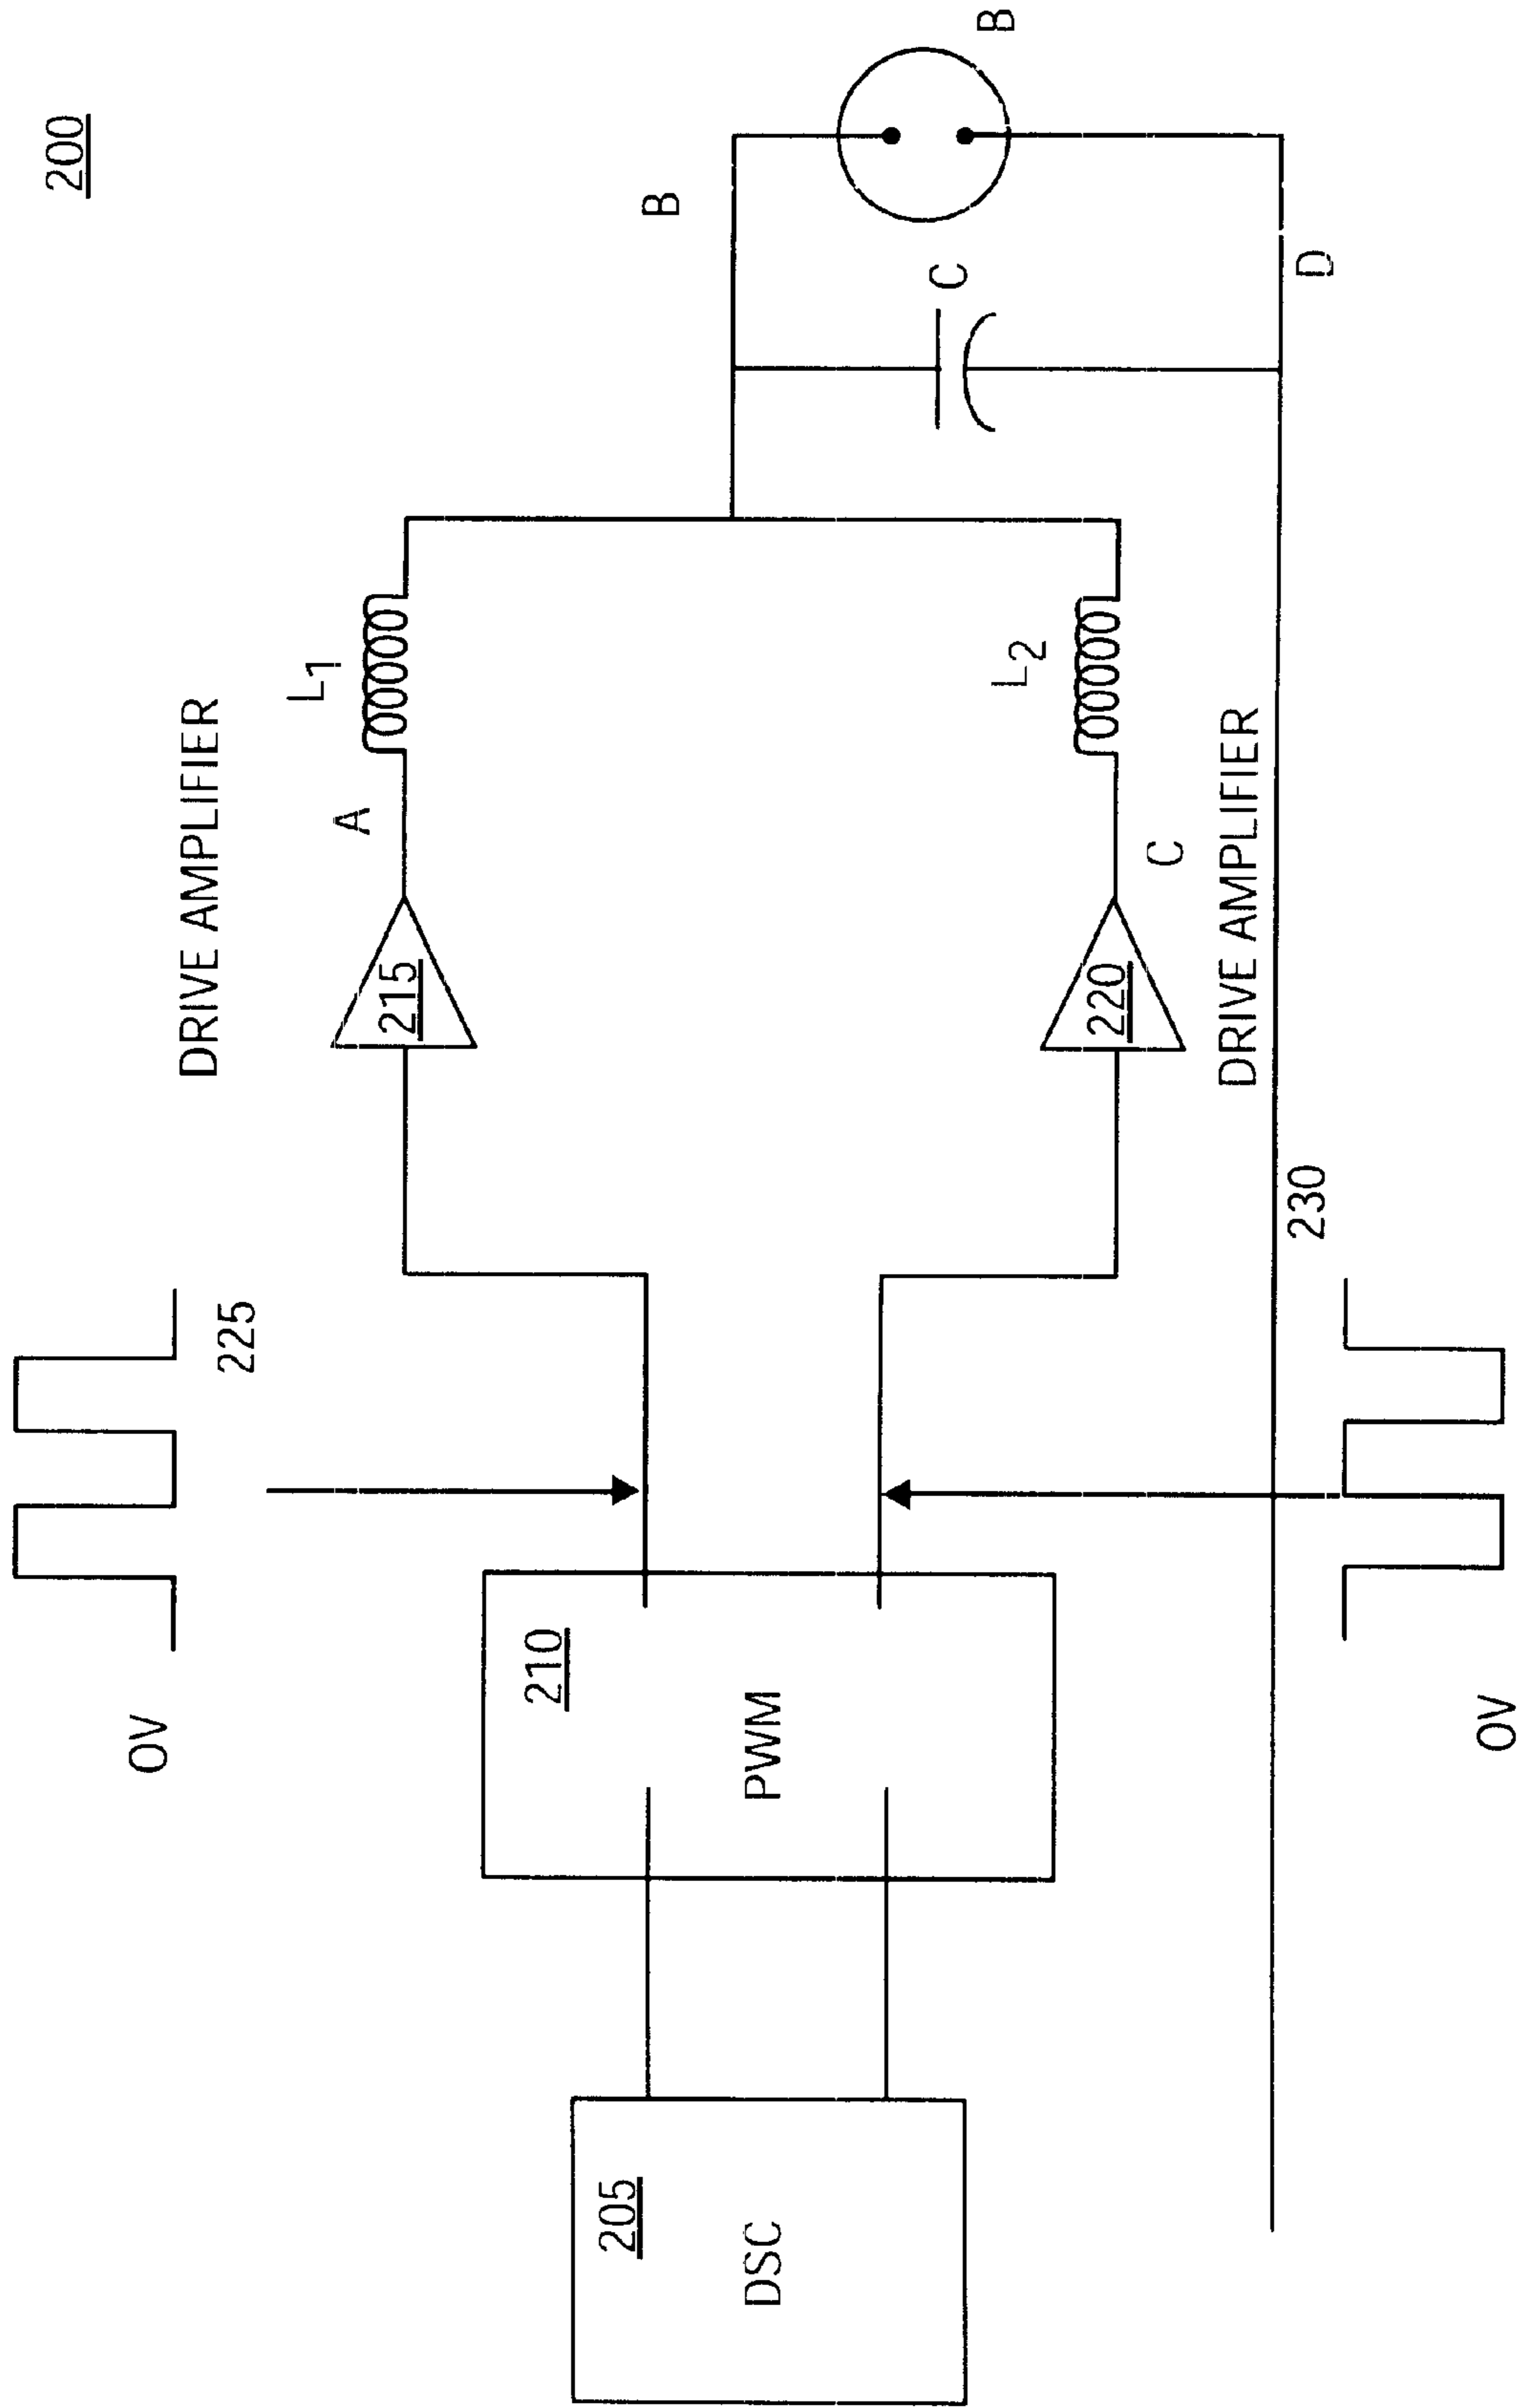 200
0V
225
DRIVE AMPLIFIER
215
A
L1
B
B
C
D
205
DSC
210
PWM
220
C
L2
DRIVE AMPLIFIER
230
0V